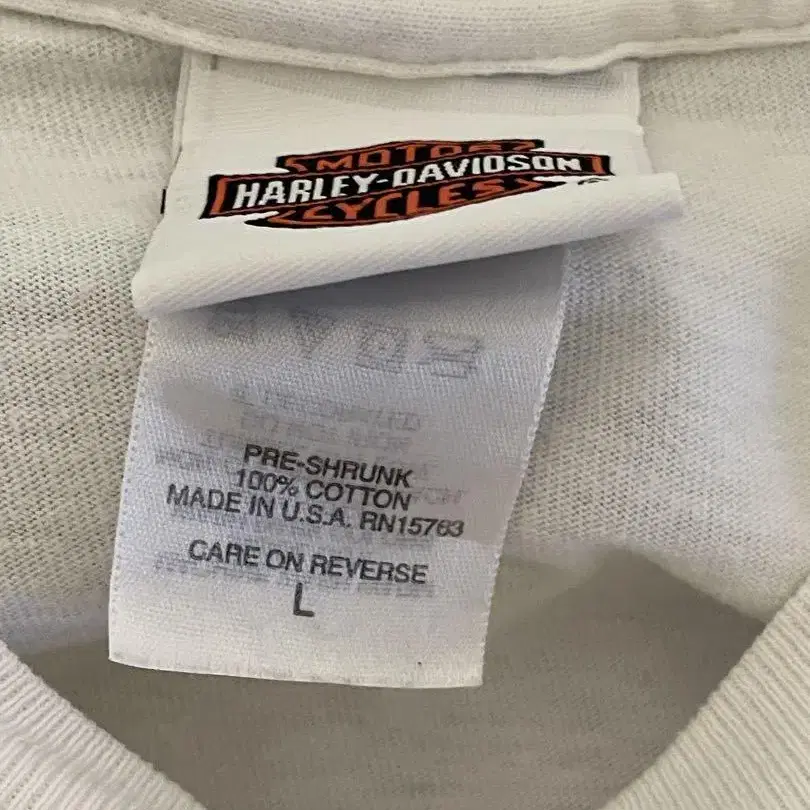 MOTOR
HARLEY-DAVIDSON
CYCLES
PRE-SHRUNK
100% COTTON
MADE IN U.S.A. RN15763
CARE ON REVERSE
L